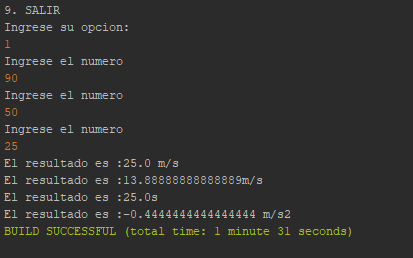 9. SALIR
Ingrese su opcion:
1
Ingrese el numero
90
Ingrese el numero
50
Ingrese el numero
25
El resultado es :25.0 m/s
El resultado es :13.88888888888889m/s
El resultado es :25.0s
El resultado es :-0.4444444444444444 m/s2
BUILD SUCCESSFUL (total time: 1 minute 31 seconds)